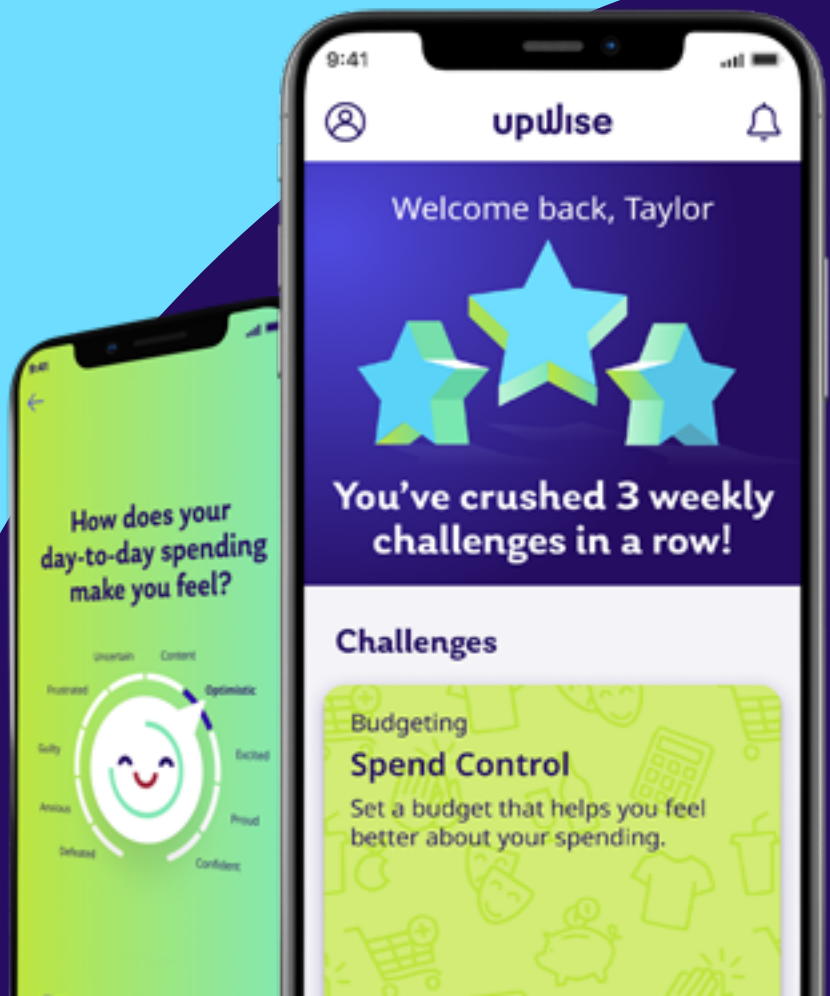 9:41
upwise
Welcome back, Taylor
You've crushed 3 weekly
challenges in a row!
Challenges
Budgeting
Spend Control
Set a budget that helps you feel
better about your spending.
9:41
How does your
day-to-day spending
make you feel?
Uncertain
Content
Frustrated
Optimistic
Guilty
Excited
Anxious
Proud
Defeated
Confident